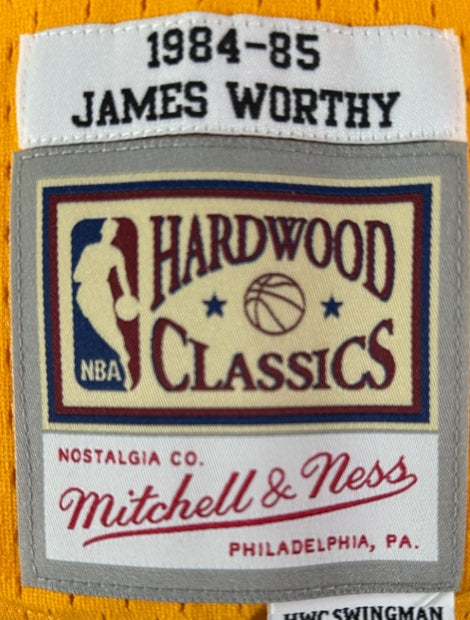 1984-85
JAMES WORTHY
HARDWOOD
CLASSICS
NBA
NOSTALGIA CO.
Mitchell & Ness
PHILADELPHIA, PA.
HWC SWINGMAN